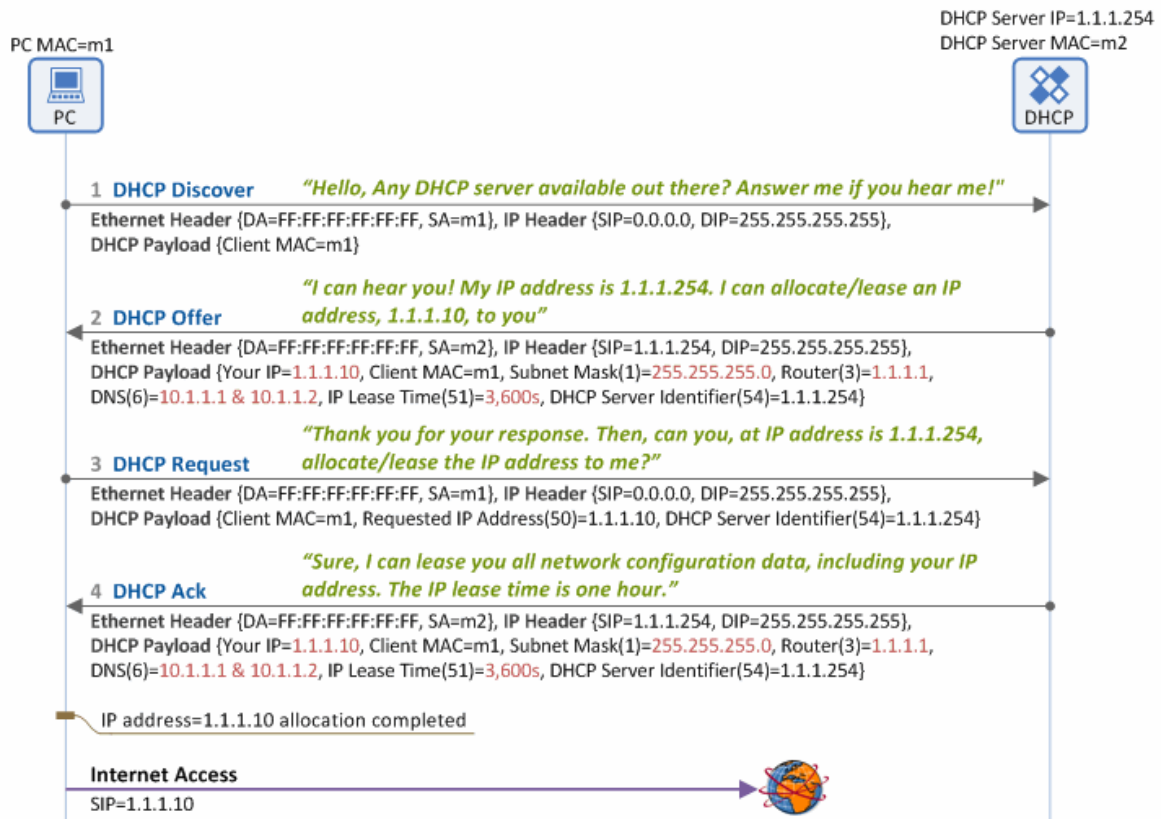 DHCP Server IP=1.1.1.254
DHCP Server MAC=m2
PC MAC=m1
PC
DHCP
1 DHCP Discover “Hello, Any DHCP server available out there? Answer me if you hear me!"
Ethernet Header {DA=FF:FF:FF:FF:FF:FF, SA=m1}, IP Header {SIP=0.0.0.0, DIP=255.255.255.255},
DHCP Payload {Client MAC=m1}
“I can hear you! My IP address is 1.1.1.254. I can allocate/lease an IP
2 DHCP Offer address, 1.1.1.10, to you”
Ethernet Header {DA=FF:FF:FF:FF:FF:FF, SA=m2}, IP Header {SIP=1.1.1.254, DIP=255.255.255.255},
DHCP Payload {Your IP=1.1.1.10, Client MAC=m1, Subnet Mask(1)=255.255.255.0, Router(3)=1.1.1.1,
DNS(6)=10.1.1.1 & 10.1.1.2, IP Lease Time(51)=3,600s, DHCP Server Identifier(54)=1.1.1.254}
“Thank you for your response. Then, can you, at IP address is 1.1.1.254,
3 DHCP Request allocate/lease the IP address to me?”
Ethernet Header {DA=FF:FF:FF:FF:FF:FF, SA=m1}, IP Header {SIP=0.0.0.0, DIP=255.255.255.255},
DHCP Payload {Client MAC=m1, Requested IP Address(50)=1.1.1.10, DHCP Server Identifier(54)=1.1.1.254}
“Sure, I can lease you all network configuration data, including your IP
4 DHCP Ack address. The IP lease time is one hour.”
Ethernet Header {DA=FF:FF:FF:FF:FF:FF, SA=m2}, IP Header {SIP=1.1.1.254, DIP=255.255.255.255},
DHCP Payload {Your IP=1.1.1.10, Client MAC=m1, Subnet Mask(1)=255.255.255.0, Router(3)=1.1.1.1,
DNS(6)=10.1.1.1 & 10.1.1.2, IP Lease Time(51)=3,600s, DHCP Server Identifier(54)=1.1.1.254}
IP address=1.1.1.10 allocation completed
Internet Access
SIP=1.1.1.10